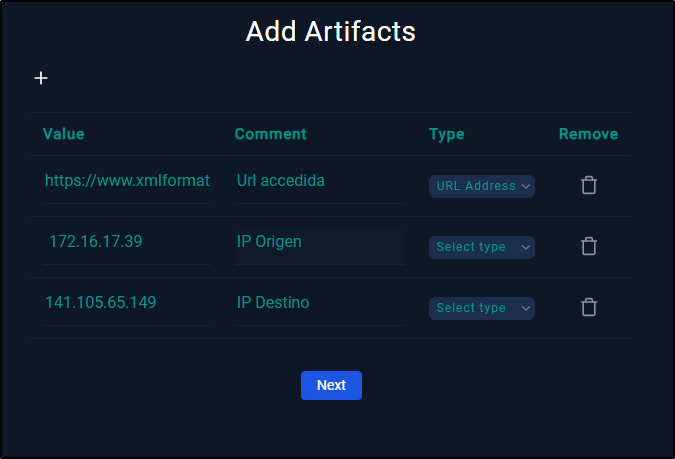 Add Artifacts
+
Value Comment Type Remove
https://www.xmlformat Url accedida URL Address
172.16.17.39 IP Origen Select type
141.105.65.149 IP Destino Select type
Next